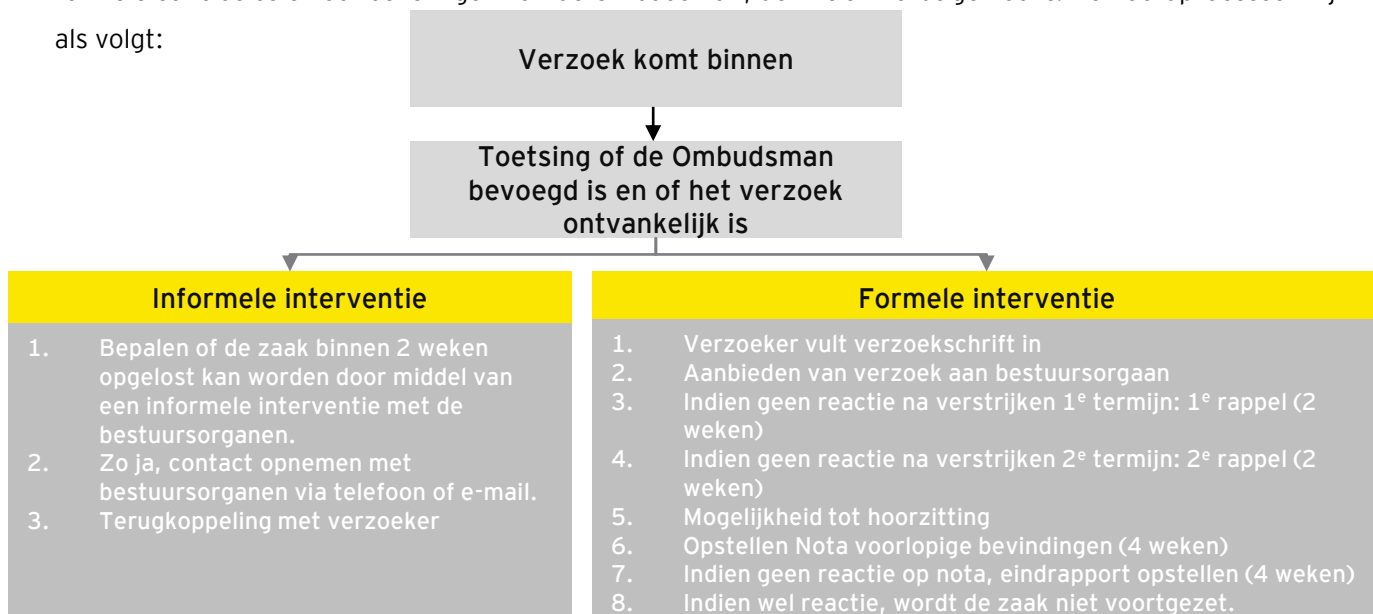 als volgt:
Verzoek komt binnen
Toetsing of de Ombudsman
bevoegd is en of het verzoek
ontvankelijk is
Informele interventie
1. Bepalen of de zaak binnen 2 weken
opgelost kan worden door middel van
een informele interventie met de
bestuursorganen.
2. Zo ja, contact opnemen met
bestuursorganen via telefoon of e-mail.
3. Terugkoppeling met verzoeker
Formele interventie
1. Verzoeker vult verzoekschrift in
2. Aanbieden van verzoek aan bestuursorgaan
3. Indien geen reactie na verstrijken 1e termijn: 1e rappel (2
weken)
4. Indien geen reactie na verstrijken 2e termijn: 2e rappel (2
weken)
5. Mogelijkheid tot hoorzitting
6. Opstellen Nota voorlopige bevindingen (4 weken)
7. Indien geen reactie op nota, eindrapport opstellen (4 weken)
8. Indien wel reactie, wordt de zaak niet voortgezet.